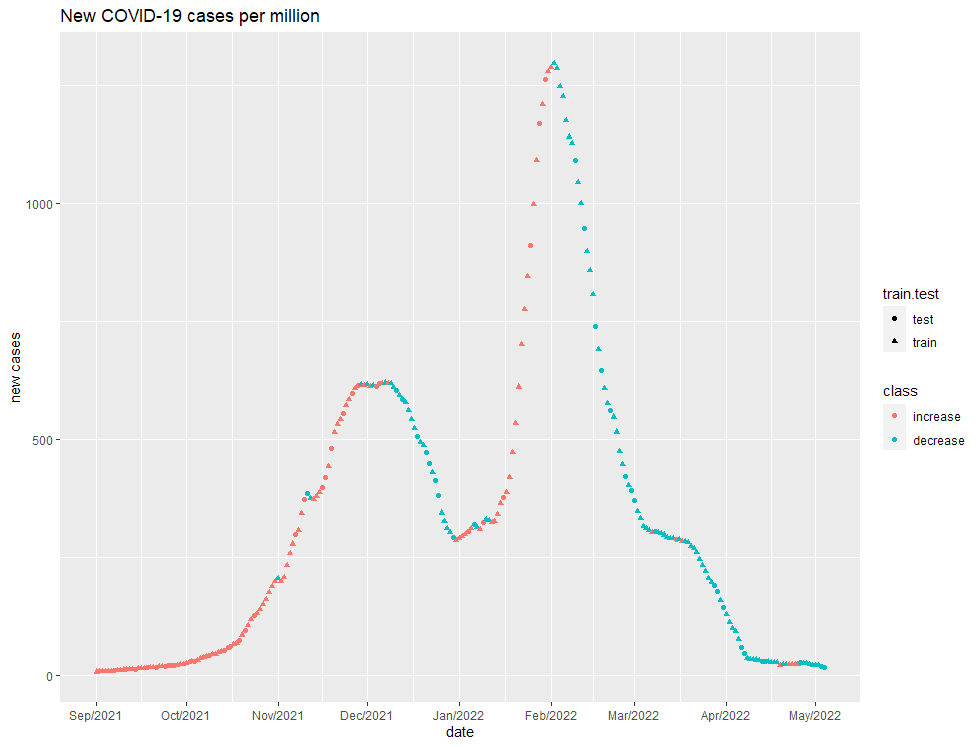 New COVID-19 cases per million
new cases
1000
500
0
Sep/2021 Oct/2021 Nov/2021 Dec/2021 Jan/2022 Feb/2022 Mar/2022 Apr/2022 May/2022
date
train.test
test
train
class
increase
decrease